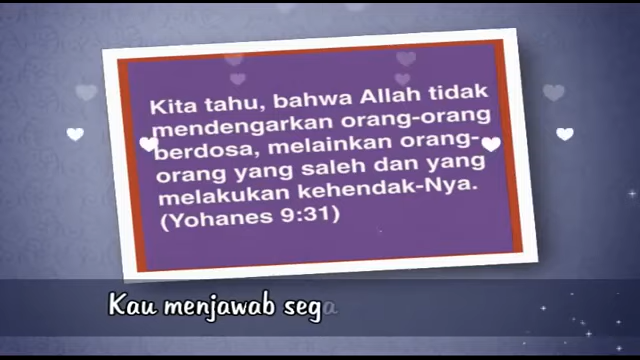 Kita tahu, bahwa Allah tidak
mendengarkan orang-orang
berdosa, melainkan orang-
orang yang saleh dan yang
melakukan kehendak-Nya.
(Yohanes 9:31)
Kau menjawab sega